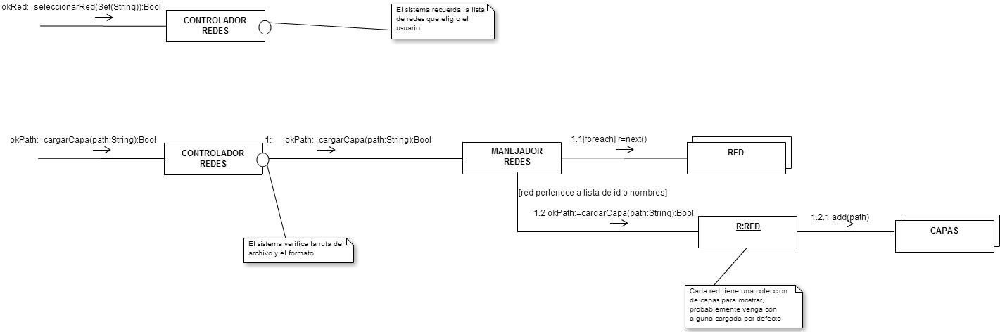 okRed:=seleccionarRed(Set(String)):Bool
CONTROLADOR
REDES
El sistema recuerda la lista
de redes que eligio el
usuario
okPath:=cargarCapa(path:String):Bool
CONTROLADOR
REDES
1: okPath:=cargarCapa(path:String):Bool
MANEJADOR
REDES
1.1[foreach] r=next()
RED
[red pertenece a lista de id o nombres]
1.2 okPath:=cargarCapa(path:String):Bool
R:RED
1.2.1 add(path)
CAPAS
El sistema verifica la ruta del
archivo y el formato
Cada red tiene una coleccion
de capas para mostrar,
probablemente venga con
alguna cargada por defecto